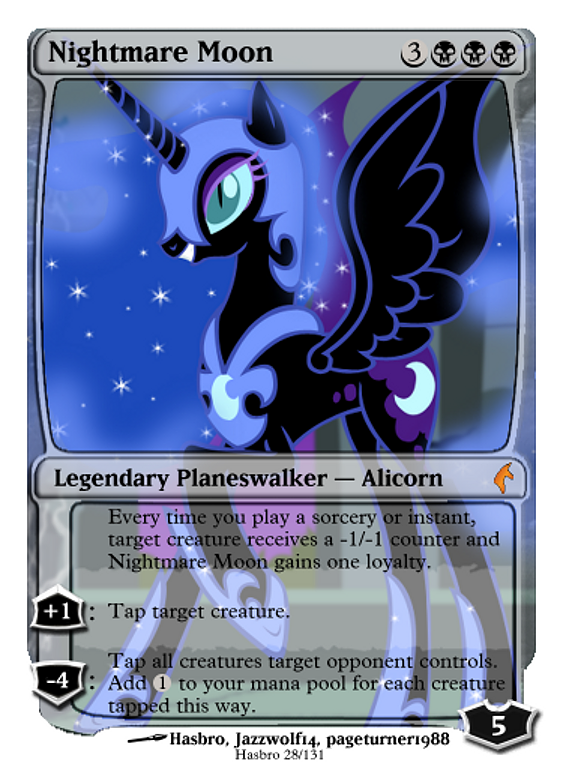 Nightmare Moon 3
Legendary Planeswalker — Alicorn
Every time you play a sorcery or instant,
target creature receives a -1/-1 counter and
Nightmare Moon gains one loyalty.
+1: Tap target creature.
Tap all creatures target opponent controls.
-4: Add 1 to your mana pool for each creature
tapped this way.
5
Hasbro, Jazzwolf14, pageturner1988
Hasbro 28/131